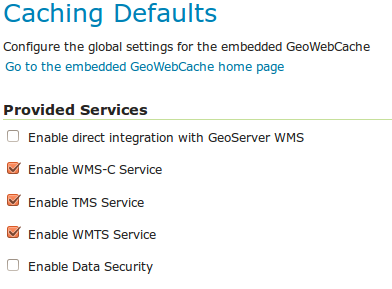 Caching Defaults
Configure the global settings for the embedded GeoWebCache
Go to the embedded GeoWebCache home page
Provided Services
Enable direct integration with GeoServer WMS
Enable WMS-C Service
Enable TMS Service
Enable WMTS Service
Enable Data Security